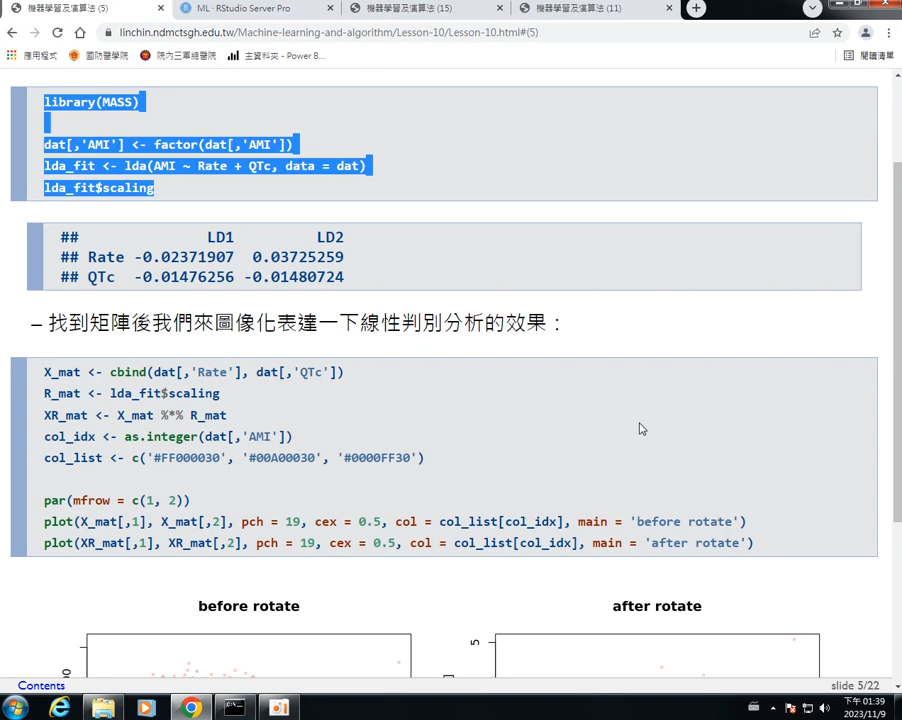 機器學習及演算法 (5)
ML · RStudio Server Pro
機器學習及演算法 (15)
機器學習及演算法 (11)
linchin.ndmctsgh.edu.tw/Machine-learning-and-algorithm/Lesson-10/Lesson-10.html#(5)
應用程式
國防醫學院
院內三軍總醫院
主資料夾 - Power B...
閱讀清單
library(MASS)
dat[,'AMI'] <- factor(dat[,'AMI'])
lda_fit <- lda(AMI ~ Rate + QTc, data = dat)
lda_fit$scaling
## LD1 LD2
## Rate -0.02371907 0.03725259
## QTc -0.01476256 -0.01480724
– 找到矩陣後我們來圖像化表達一下線性判別分析的效果：
X_mat <- cbind(dat[,'Rate'], dat[,'QTc'])
R_mat <- lda_fit$scaling
XR_mat <- X_mat %*% R_mat
col_idx <- as.integer(dat[,'AMI'])
col_list <- c('#FF000030', '#00A00030', '#0000FF30')
par(mfrow = c(1, 2))
plot(X_mat[,1], X_mat[,2], pch = 19, cex = 0.5, col = col_list[col_idx], main = 'before rotate')
plot(XR_mat[,1], XR_mat[,2], pch = 19, cex = 0.5, col = col_list[col_idx], main = 'after rotate')
before rotate
after rotate
5
Contents
slide 5/22
下午 01:39
2023/11/9